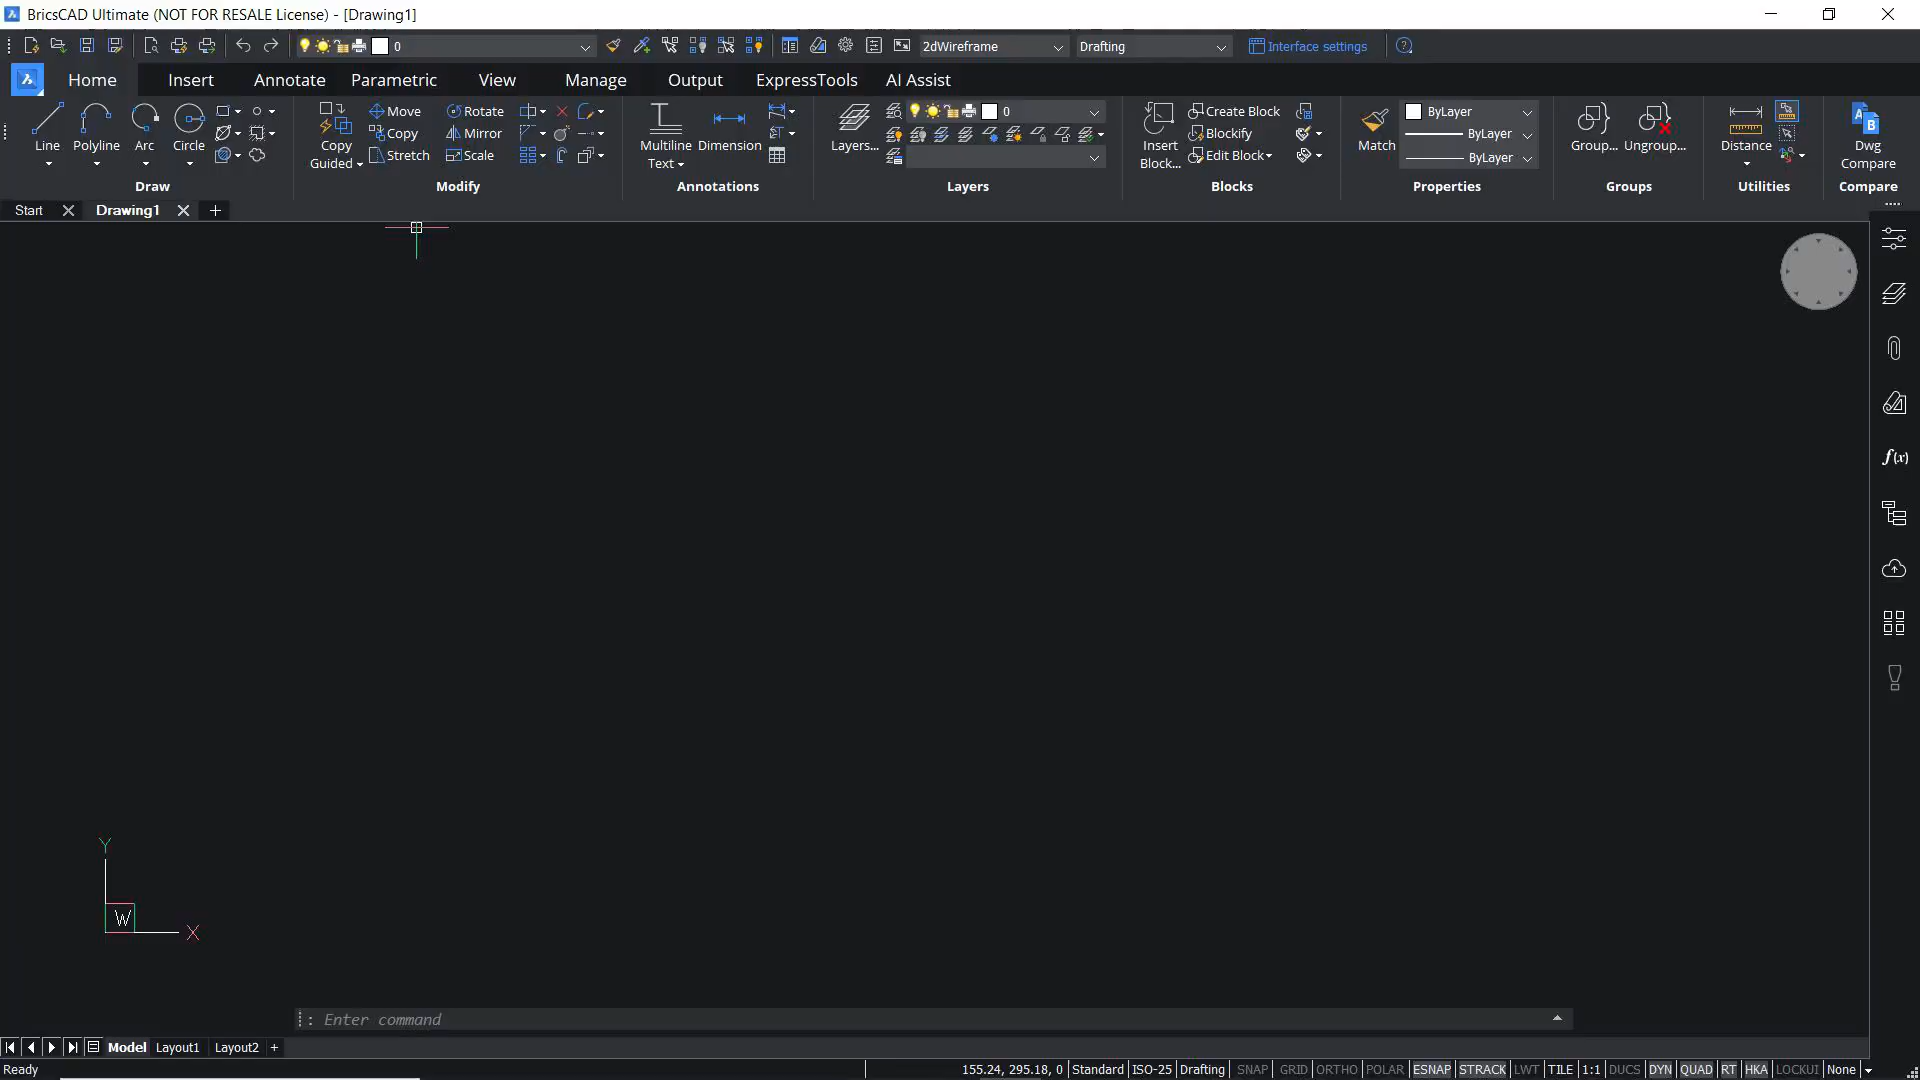 BricsCAD Ultimate (NOT FOR RESALE License) - [Drawing1]
0
2dWireframe
Drafting
Interface settings
Home
Insert
Annotate
Parametric
View
Manage
Output
ExpressTools
AI Assist
Line
Polyline
Arc
Circle
Draw
Copy
Guided
Move
Copy
Stretch
Rotate
Mirror
Scale
Modify
Multiline
Text
Dimension
Annotations
Layers...
0
Layers
Insert
Block...
Create Block
Blockify
Edit Block
Blocks
Match
ByLayer
ByLayer
ByLayer
Properties
Group...
Ungroup...
Groups
Distance
Utilities
A
B
Dwg
Compare
Compare
Start
Drawing1
f(x)
Y
W
X
: Enter command
Model
Layout1
Layout2
Ready
155.24, 295.18, 0
Standard
ISO-25
Drafting
SNAP
GRID
ORTHO
POLAR
ESNAP
STRACK
LWT
TILE
1:1
DUCS
DYN
QUAD
RT
HKA
LOCKUI
None